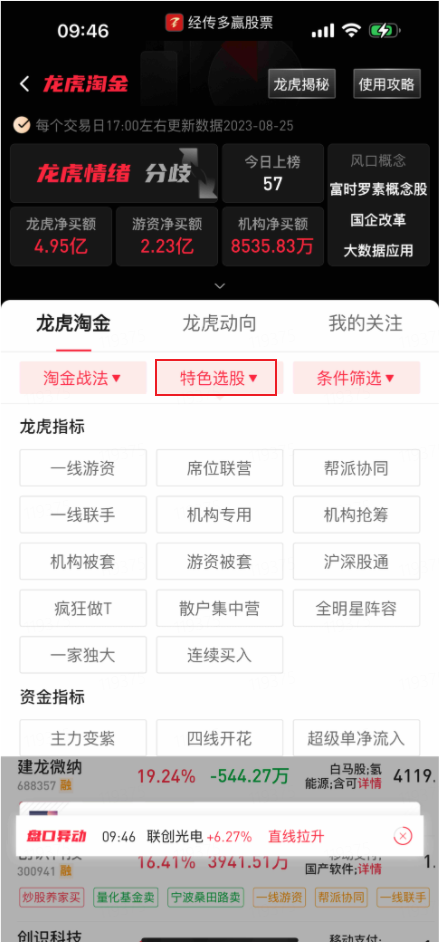 09:46 经传多赢股票
龙虎淘金 龙虎揭秘 使用攻略
每个交易日17:00左右更新数据2023-08-25
龙虎情绪 分歧 今日上榜 57 风口概念
富时罗素概念股
国企改革
大数据应用
龙虎净买额 游资净买额 机构净买额
4.95亿 2.23亿 8535.83万
龙虎淘金 龙虎动向 我的关注
淘金战法▼ 特色选股▼ 条件筛选▼
龙虎指标
一线游资 席位联营 帮派协同
一线联手 机构专用 机构抢筹
机构被套 游资被套 沪深股通
疯狂做T 散户集中营 全明星阵容
一家独大 连续买入
资金指标
主力变紫 四线开花 超级单净流入
建龙微纳 19.24% -544.27万 白马股;氢 4119.
688357 融 能源;含可详情
盘口异动 09:46 联创光电 +6.27% 直线拉升
16.41% 3941.51万 1.
300941 融 国产软件;详情
炒股养家买 量化基金卖 宁波桑田路卖 一线游资 帮派协同 一线联手
创识科技 移动支付;